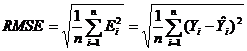 RMSE = √(1/n ∑_{i=1}^{n} E_i^2) = √(1/n ∑_{i=1}^{n} (Y_i - Ŷ_i)^2)